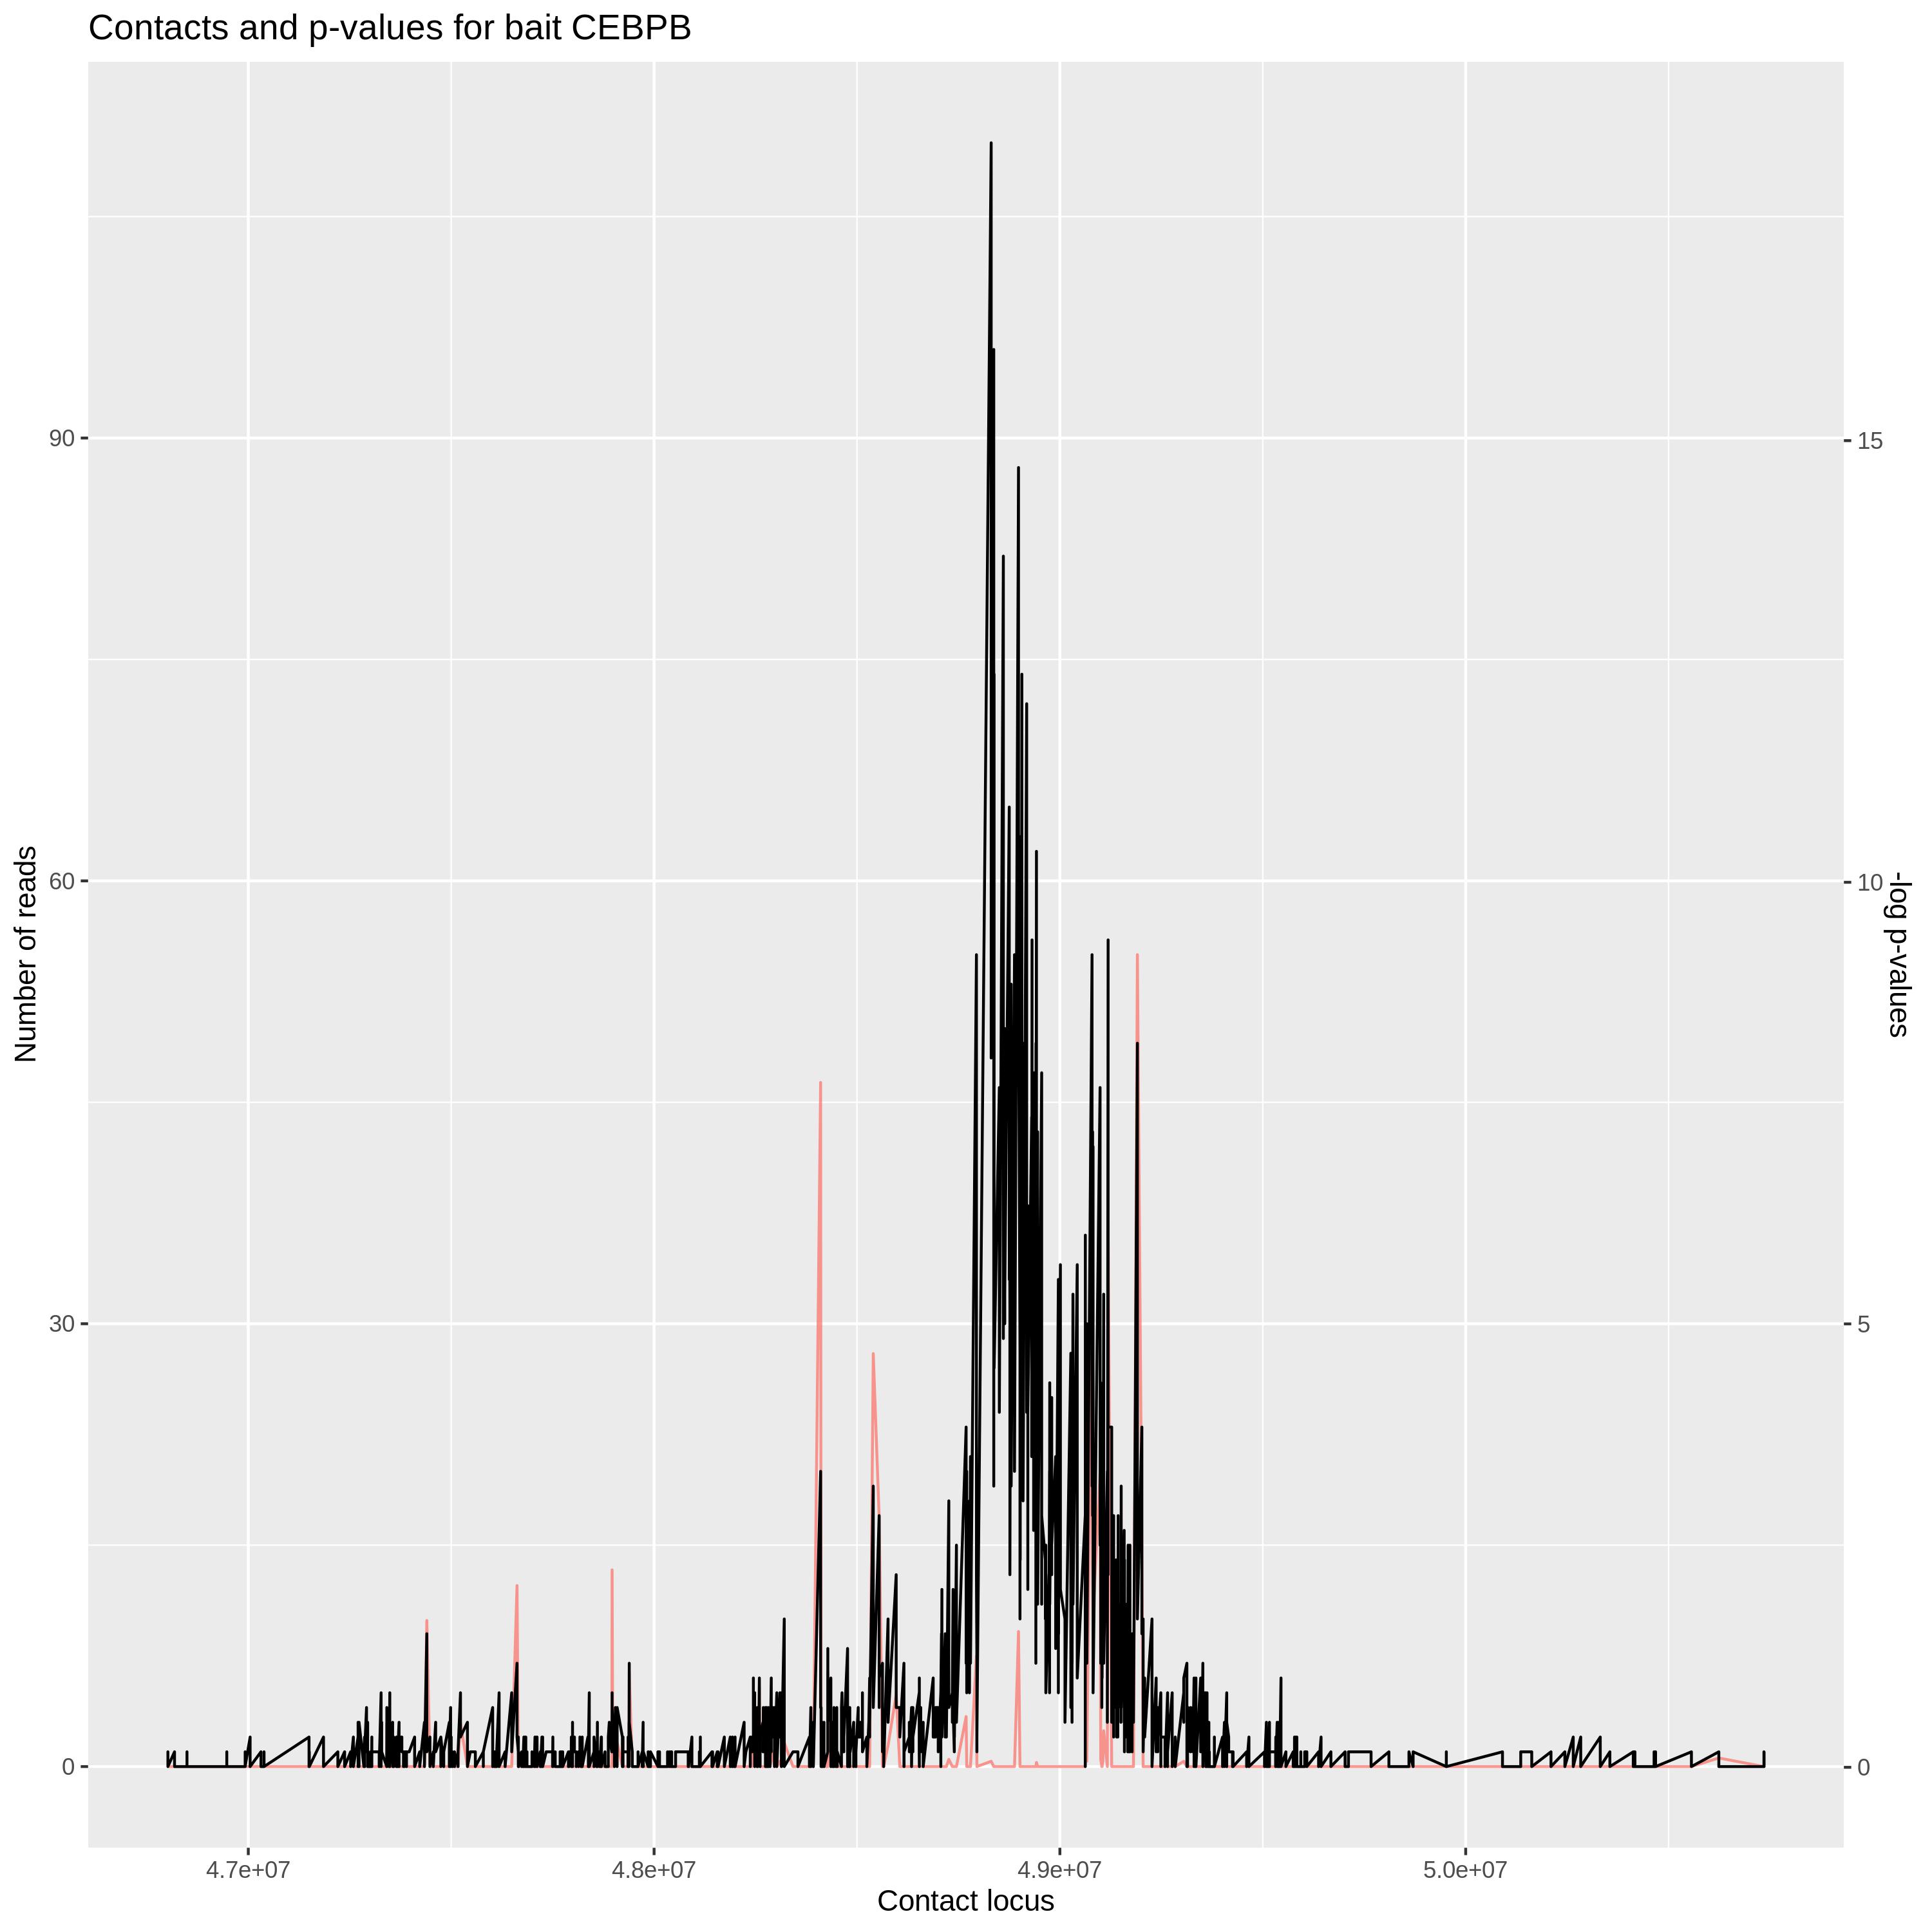 Contacts and p-values for bait CEBPB
Number of reads
90
60
30
0
15
10
5
0
-log p-values
4.7e+07
4.8e+07
4.9e+07
5.0e+07
Contact locus